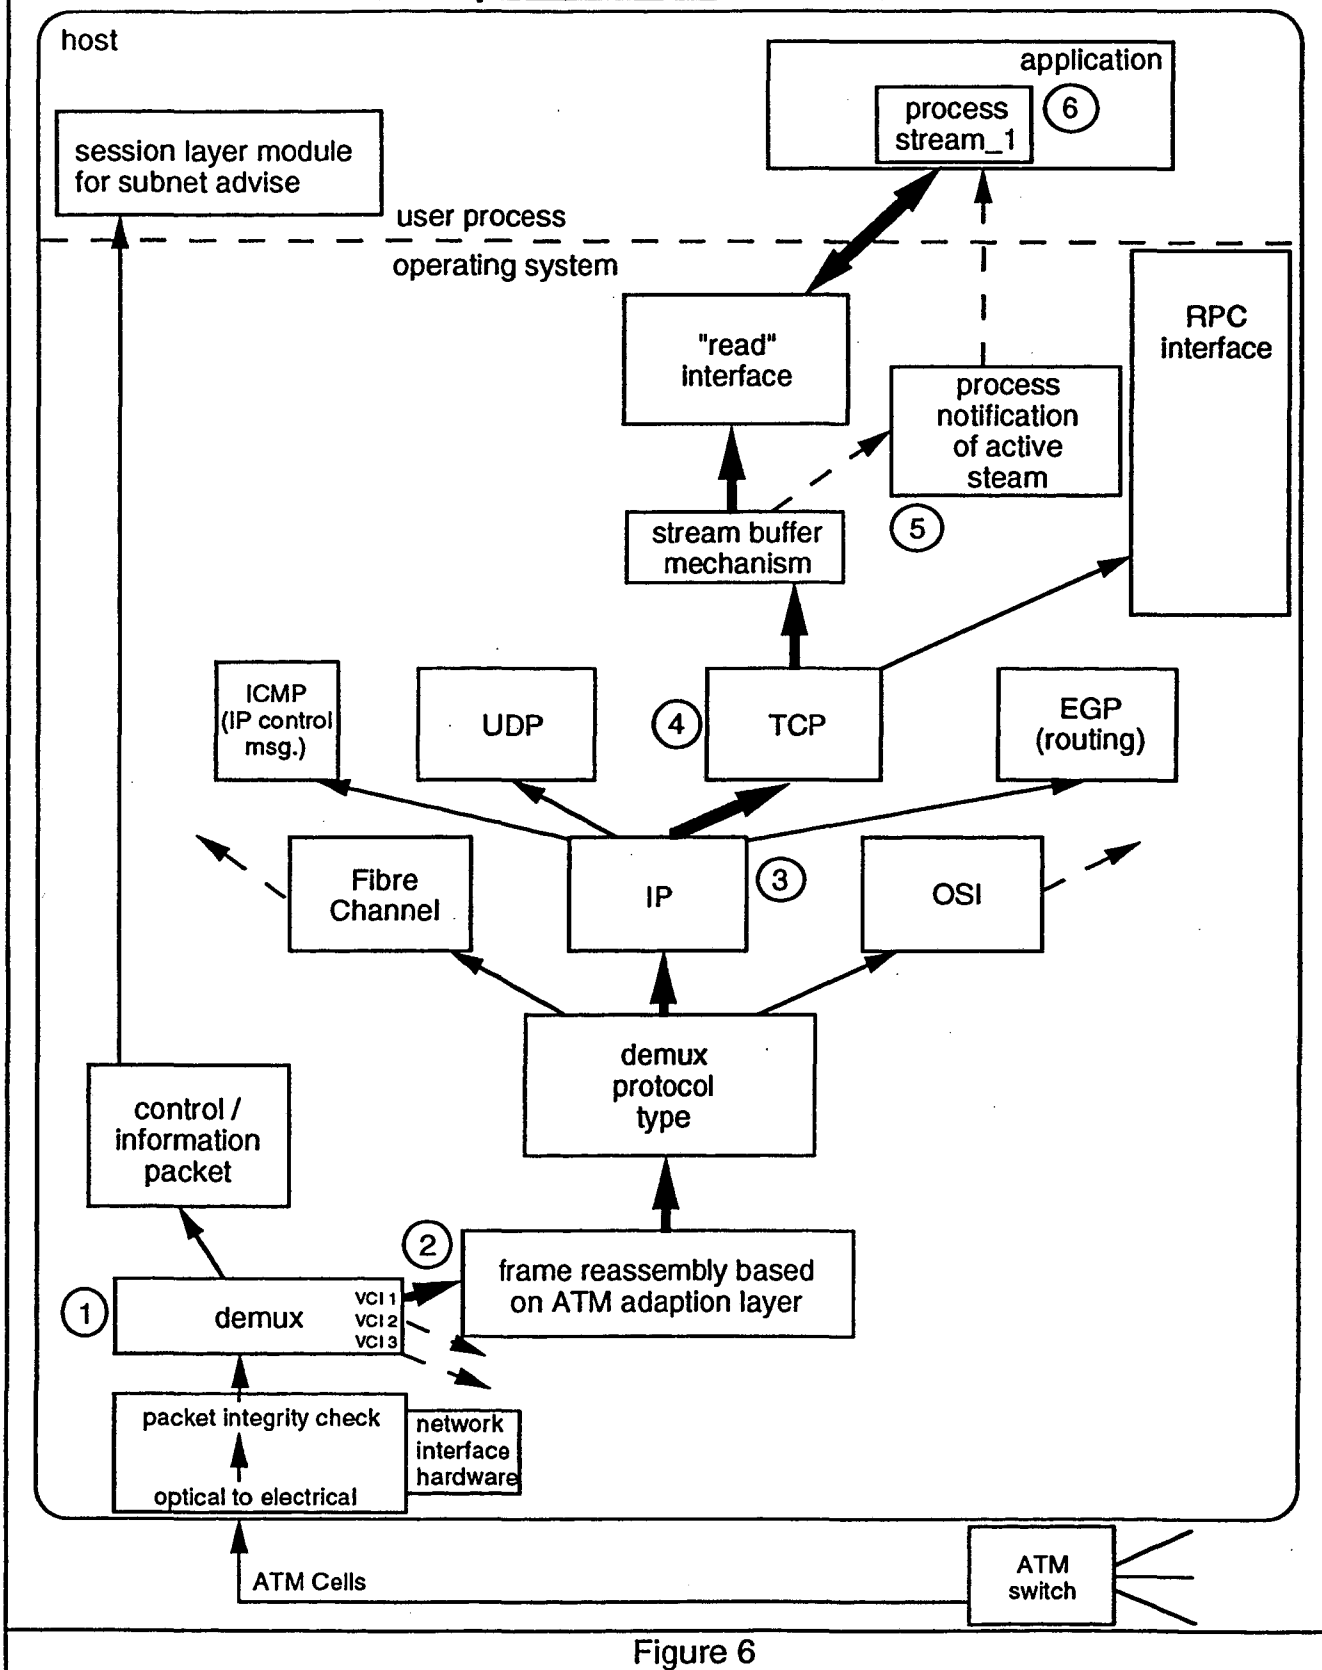 host
application
process
stream_1
6
session layer module
for subnet advise
user process
operating system
"read"
interface
RPC
interface
process
notification
of active
steam
5
stream buffer
mechanism
ICMP
(IP control
msg.)
UDP
4
TCP
EGP
(routing)
Fibre
Channel
IP
3
OSI
demux
protocol
type
control /
information
packet
2
frame reassembly based
on ATM adaption layer
1
demux
VCI 1
VCI 2
VCI 3
packet integrity check
optical to electrical
network
interface
hardware
ATM Cells
ATM
switch
Figure 6